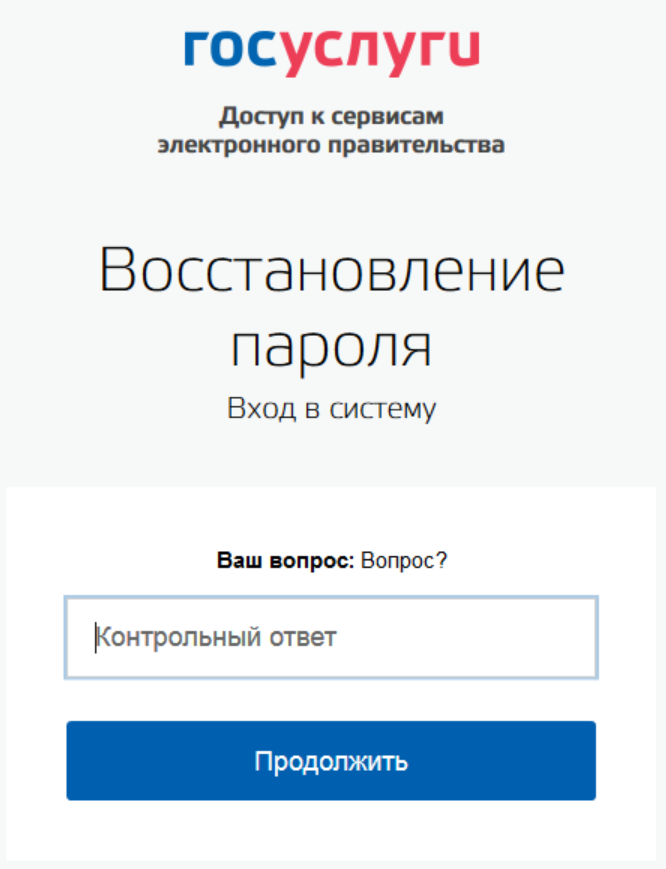 госуслуги
Доступ к сервисам
электронного правительства
Восстановление
пароля
Вход в систему
Ваш вопрос: Вопрос?
Контрольный ответ
Продолжить